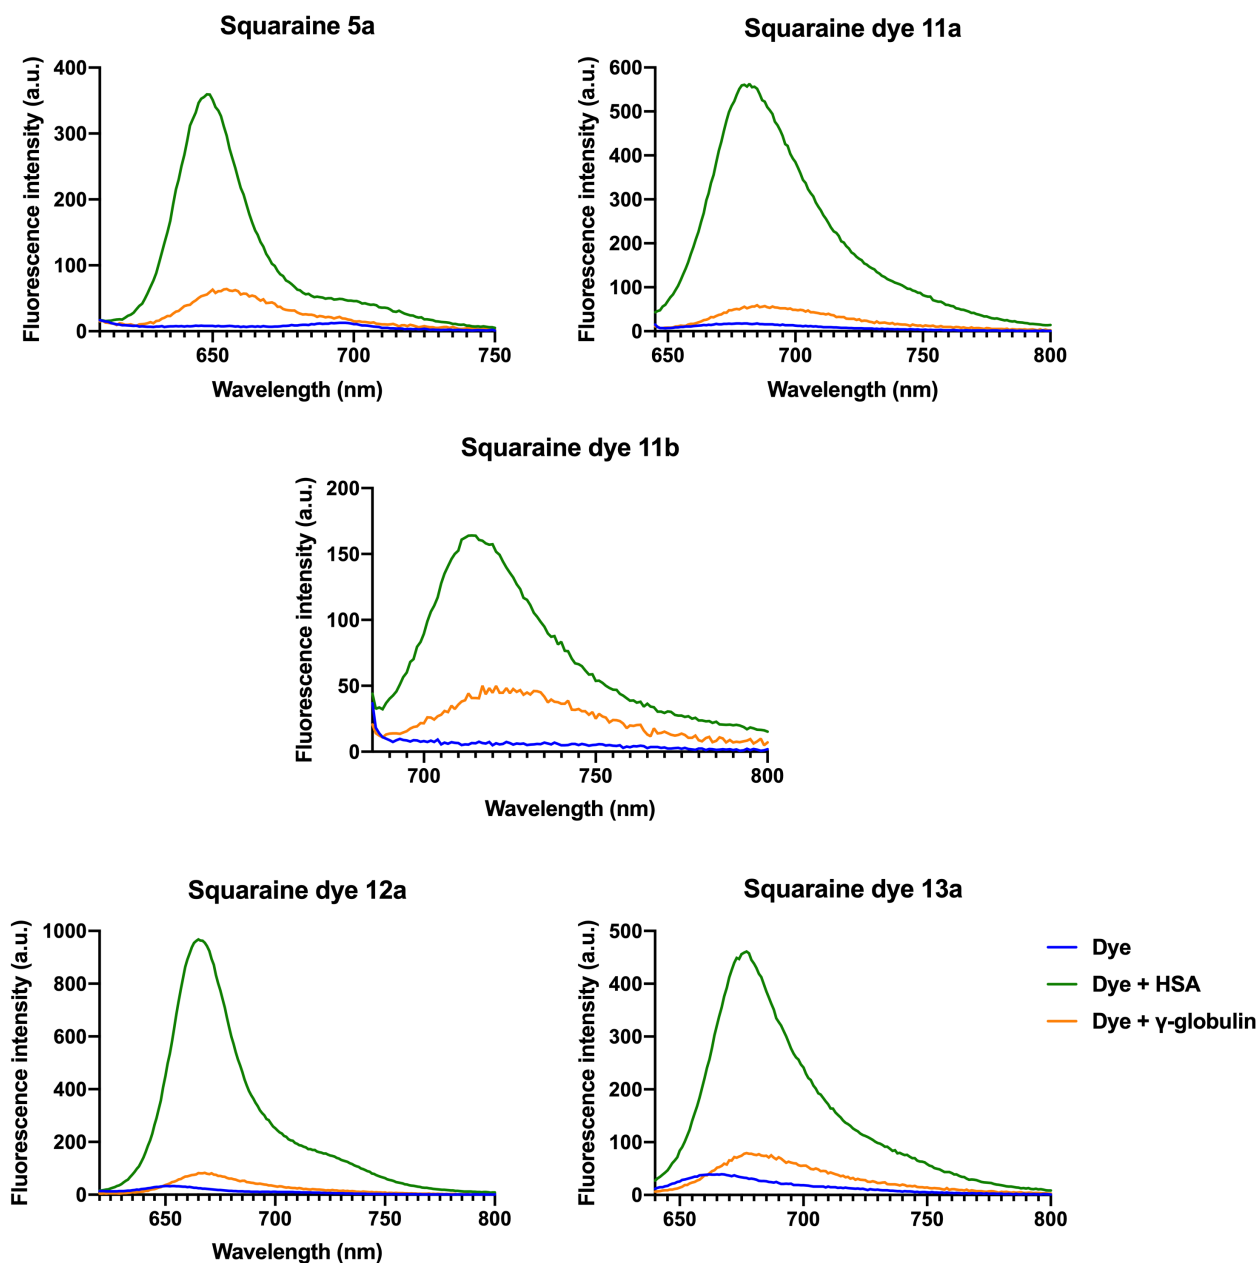 Squaraine 5a
Fluorescence intensity (a.u.)
400
300
200
100
0
650
700
750
Wavelength (nm)
Squaraine dye 11a
Fluorescence intensity (a.u.)
600
500
400
300
200
100
0
650
700
750
800
Wavelength (nm)
Squaraine dye 11b
Fluorescence intensity (a.u.)
200
150
100
50
0
700
750
800
Wavelength (nm)
Squaraine dye 12a
Fluorescence intensity (a.u.)
1000
800
600
400
200
0
650
700
750
800
Wavelength (nm)
Squaraine dye 13a
Fluorescence intensity (a.u.)
500
400
300
200
100
0
650
700
750
800
Dye
Dye + HSA
Dye + γ-globulin